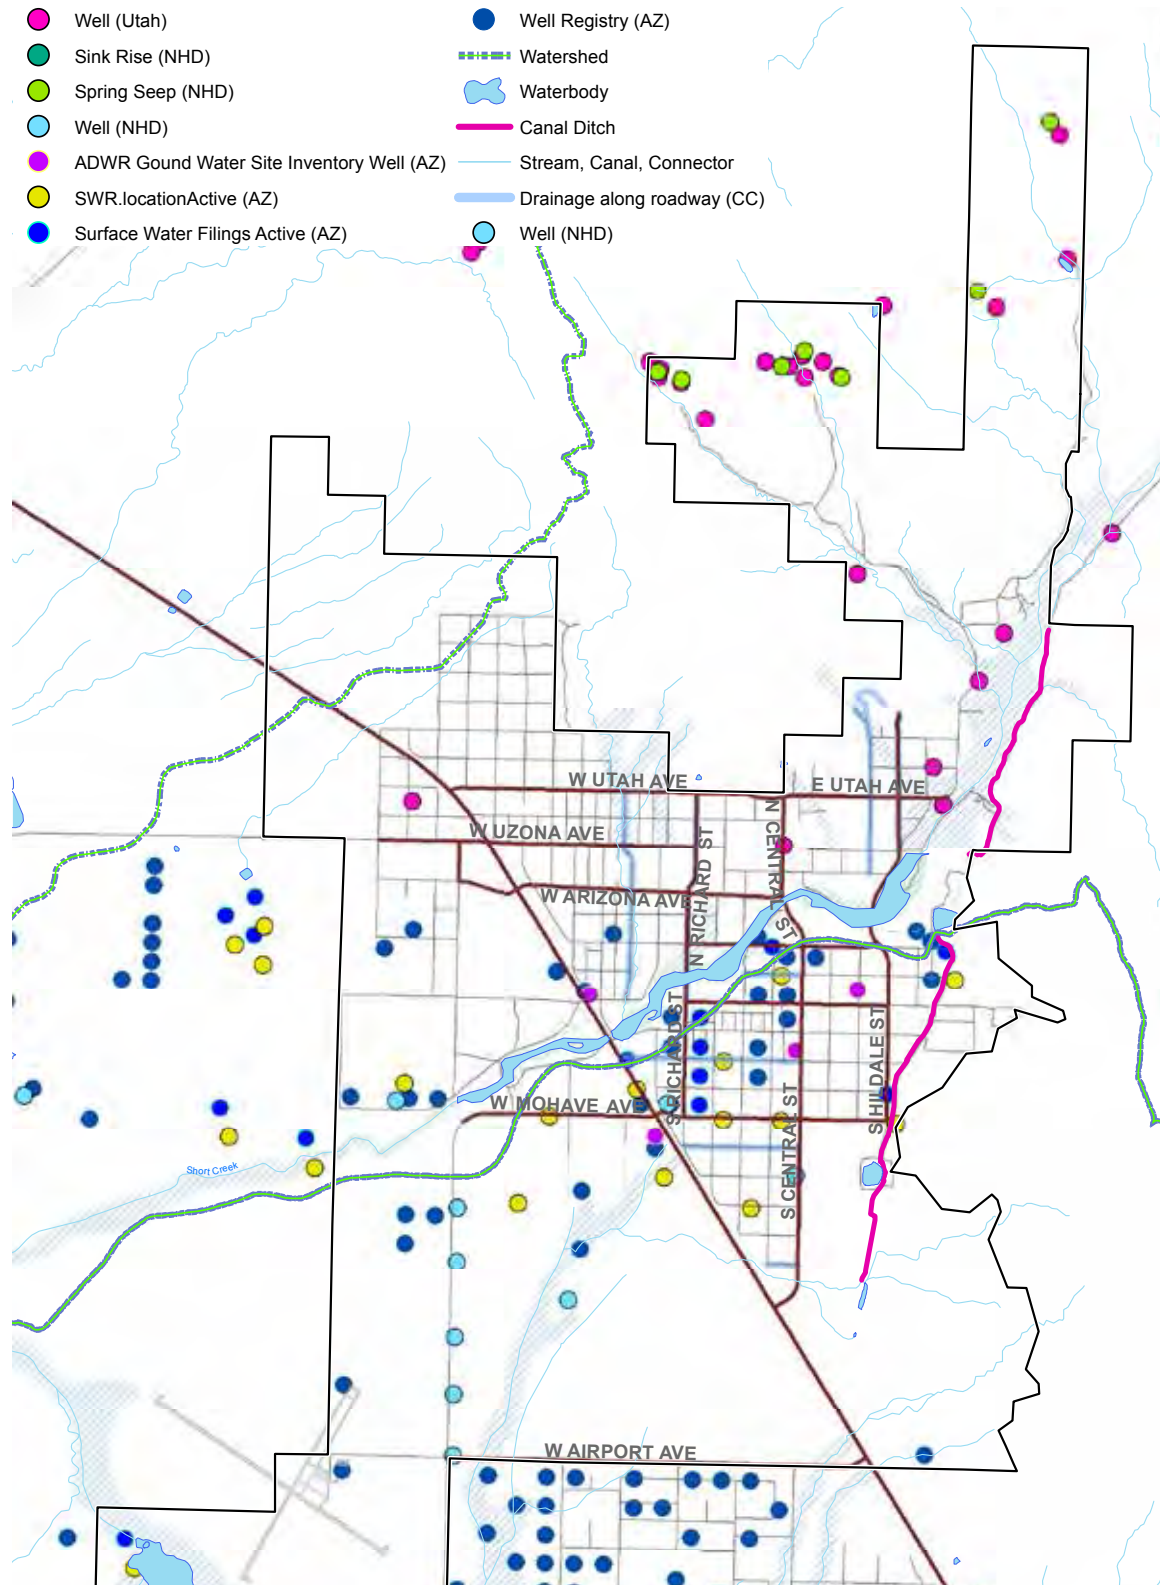 Well (Utah)
Sink Rise (NHD)
Spring Seep (NHD)
Well (NHD)
ADWR Gound Water Site Inventory Well (AZ)
SWR.locationActive (AZ)
Surface Water Filings Active (AZ)
Well Registry (AZ)
Watershed
Waterbody
Canal Ditch
Stream, Canal, Connector
Drainage along roadway (CC)
Well (NHD)
W UTAH AVE
E UTAH AVE
W UZONA AVE
N RICHARD ST
N CENTRAL ST
W ARIZONA AVE
S RICHARD ST
S HILDALE ST
W MOHAVE AVE
S CENTRAL ST
Short Creek
W AIRPORT AVE